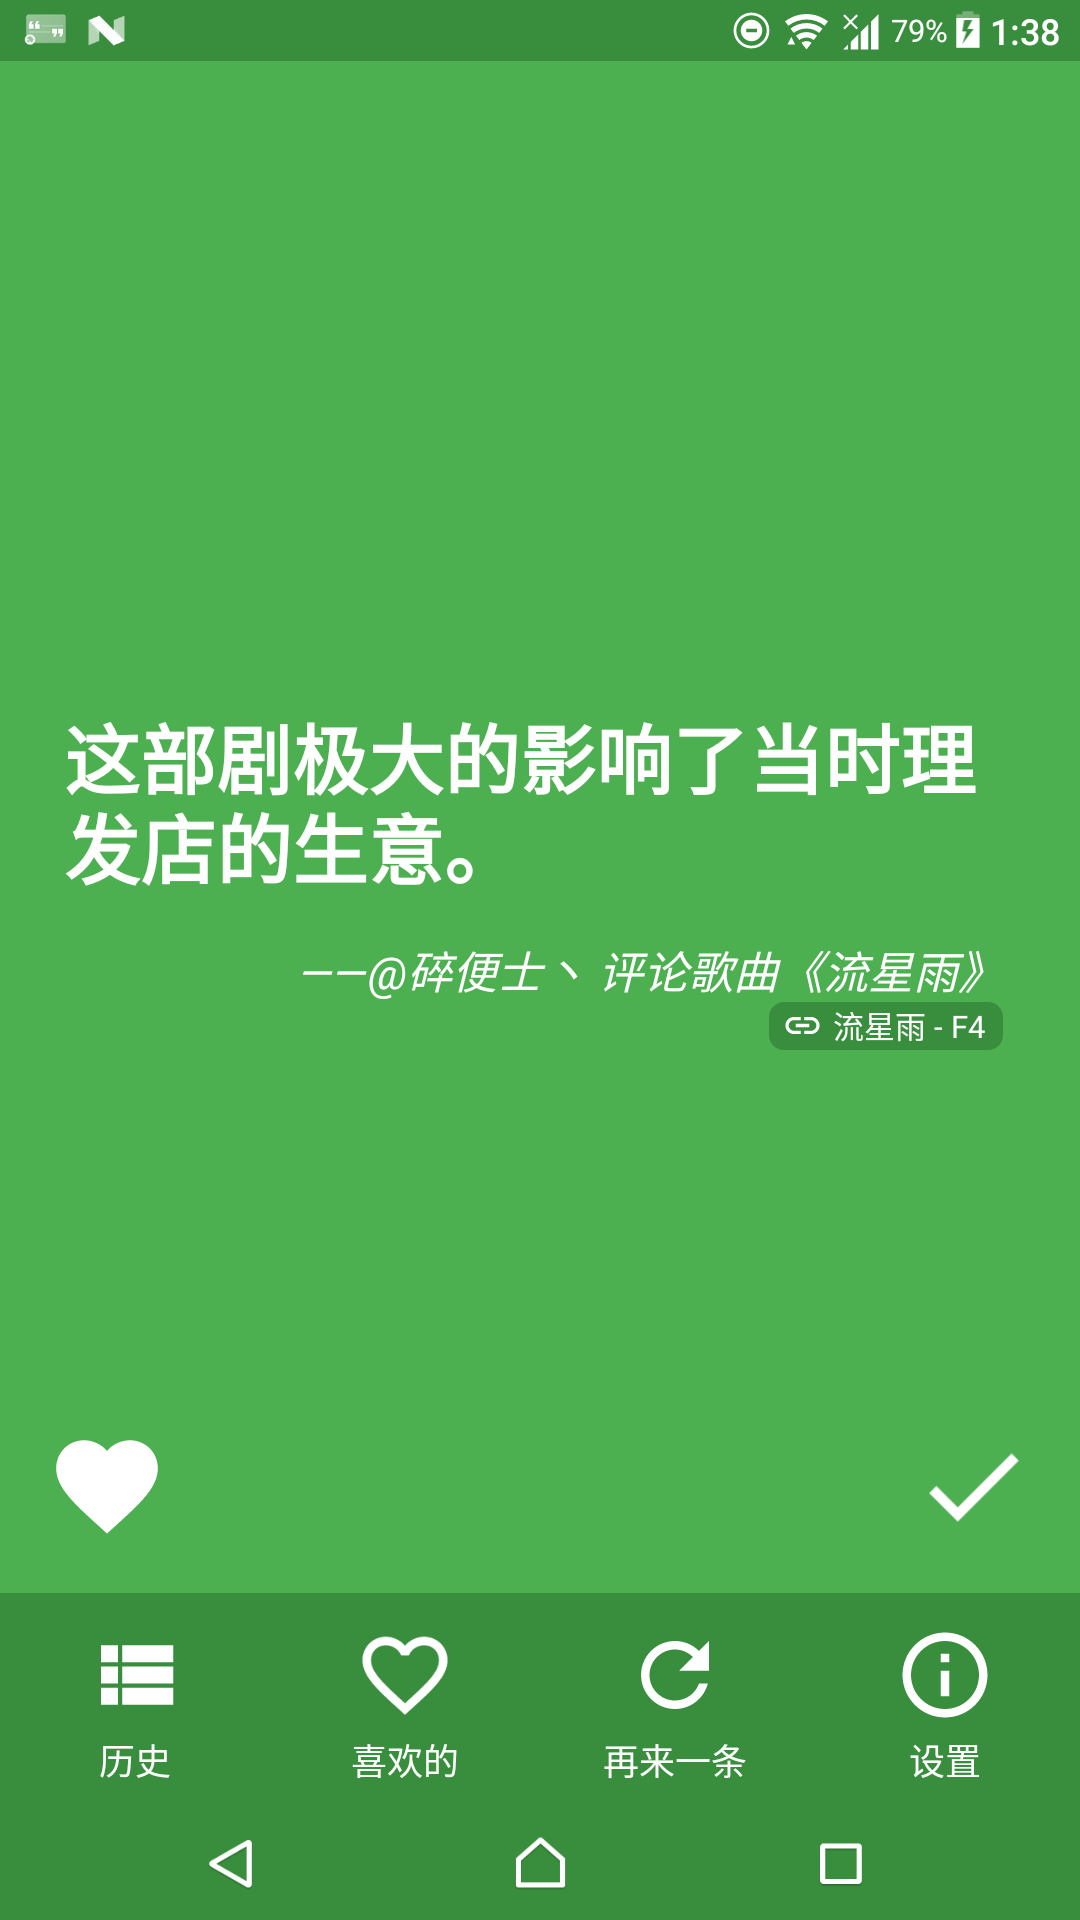 79% 1:38
这部剧极大的影响了当时理
发店的生意。
——@碎便士丶 评论歌曲《流星雨》
流星雨 - F4
历史 喜欢的 再来一条 设置